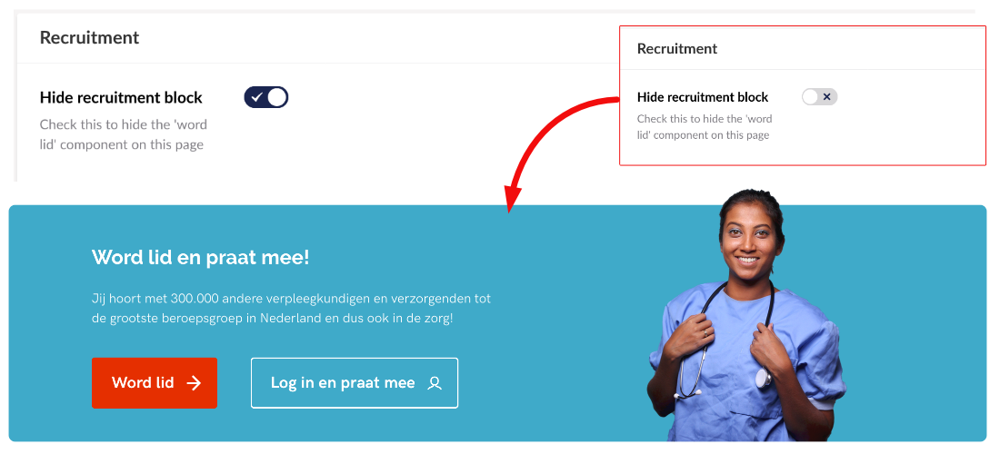 Recruitment
Hide recruitment block
Check this to hide the 'word
lid' component on this page
Recruitment
Hide recruitment block
Check this to hide the 'word
lid' component on this page
Word lid en praat mee!
Jij hoort met 300.000 andere verpleegkundigen en verzorgenden tot
de grootste beroepsgroep in Nederland en dus ook in de zorg!
Word lid
Log in en praat mee